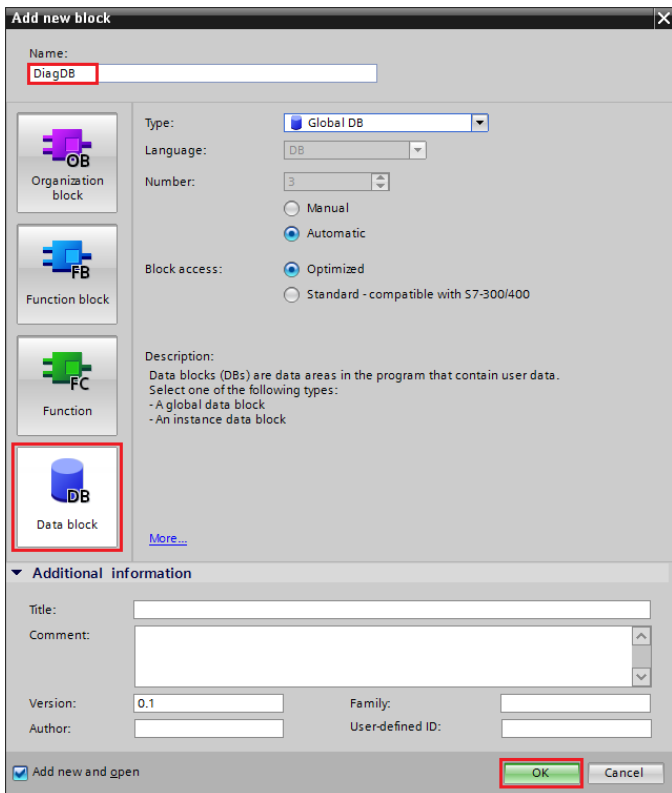 Add new block
Name:
DiagDB
OB
Organization
block
FB
Function block
FC
Function
DB
Data block
Type: Global DB
Language: DB
Number: 3
Manual
Automatic
Block access: Optimized
Standard - compatible with S7-300/400
Description:
Data blocks (DBs) are data areas in the program that contain user data.
Select one of the following types:
- A global data block
- An instance data block
More...
Additional information
Title:
Comment:
Version: 0.1 Family:
Author: User-defined ID:
Add new and open OK Cancel